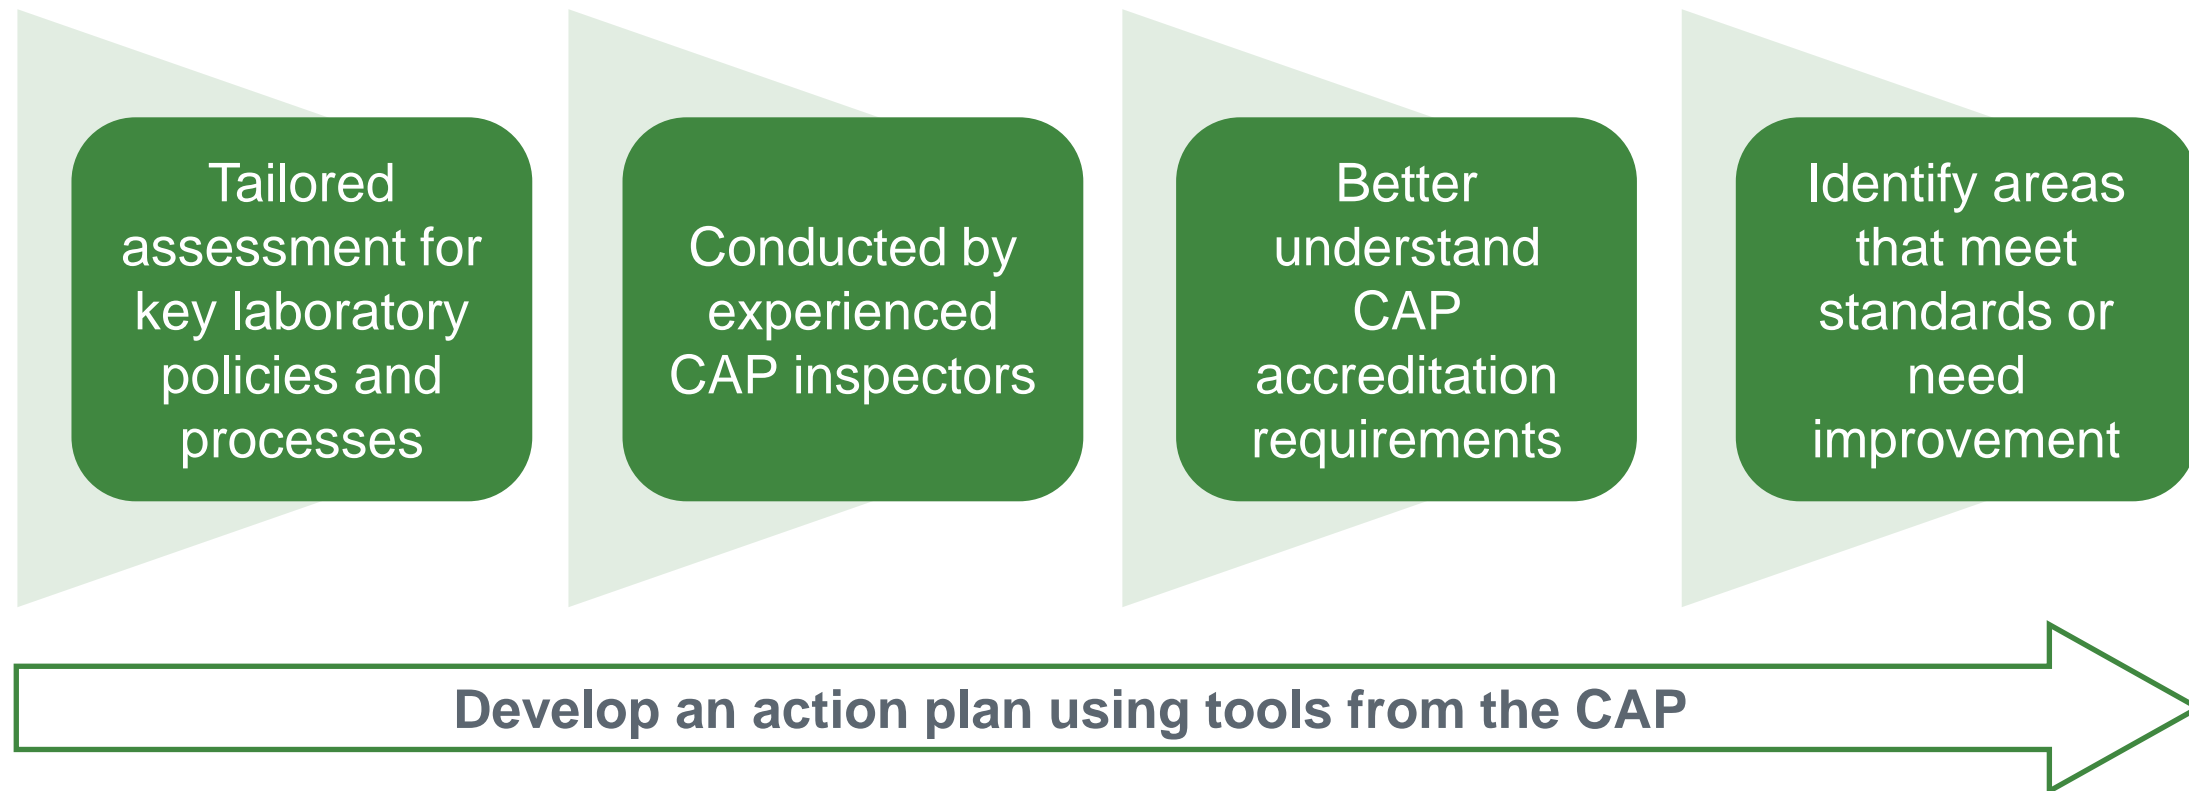 Tailored
assessment for
key laboratory
policies and
processes
Conducted by
experienced
CAP inspectors
Better
understand
CAP
accreditation
requirements
Identify areas
that meet
standards or
need
improvement
Develop an action plan using tools from the CAP